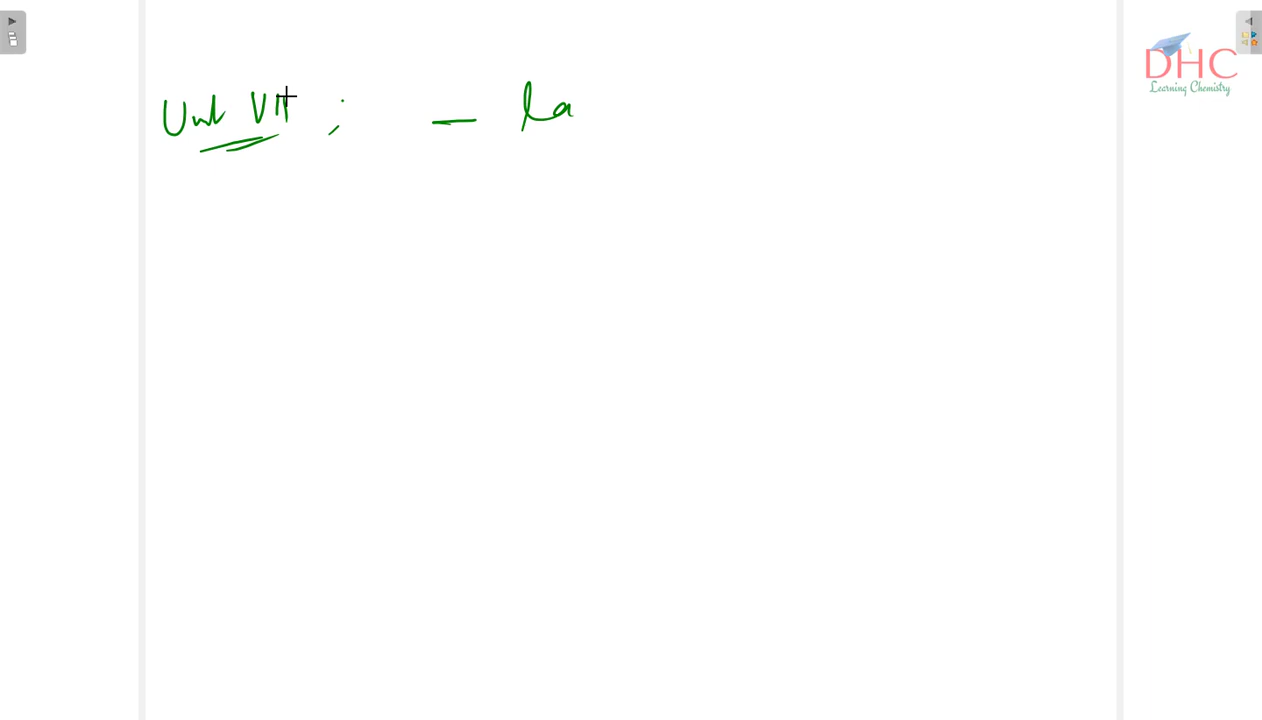 Unit VII ; — la
DHC
Learning Chemistry